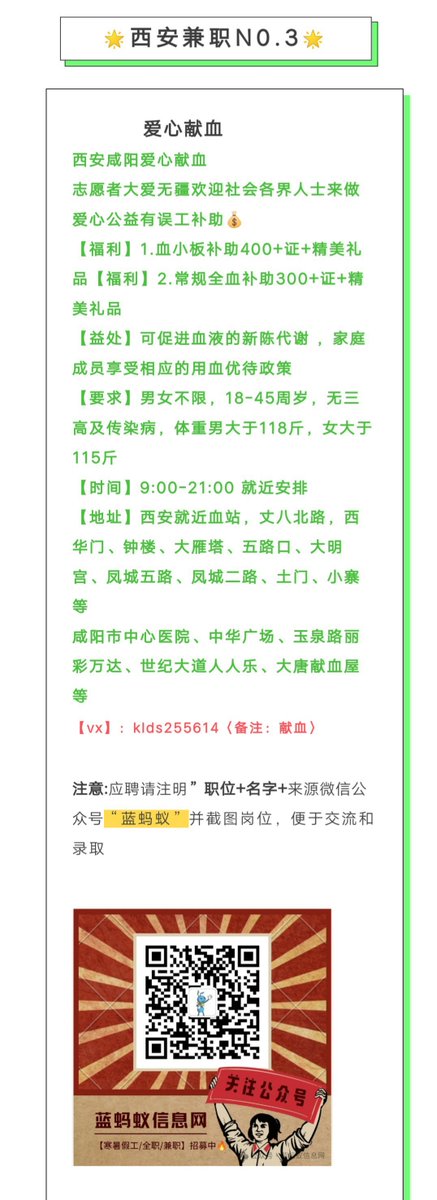 🌟西安兼职N0.3🌟
爱心献血
西安咸阳爱心献血
志愿者大爱无疆欢迎社会各界人士来做
爱心公益有误工补助💰
【福利】1.血小板补助400+证+精美礼
品【福利】2.常规全血补助300+证+精
美礼品
【益处】可促进血液的新陈代谢 ，家庭
成员享受相应的用血优待政策
【要求】男女不限，18-45周岁，无三
高及传染病，体重男大于118斤，女大于
115斤
【时间】9:00-21:00 就近安排
【地址】西安就近血站，丈八北路，西
华门、钟楼、大雁塔、五路口、大明
宫、凤城五路、凤城二路、土门、小寨
等
咸阳市中心医院、中华广场、玉泉路丽
彩万达、世纪大道人人乐、大唐献血屋
等
【vx】：klds255614（备注：献血）
注意:应聘请注明”职位+名字+来源微信公
众号“蓝蚂蚁”并截图岗位，便于交流和
录取
关注公众号
蓝蚂蚁信息网
【寒暑假工/全职/兼职】招募中🔥